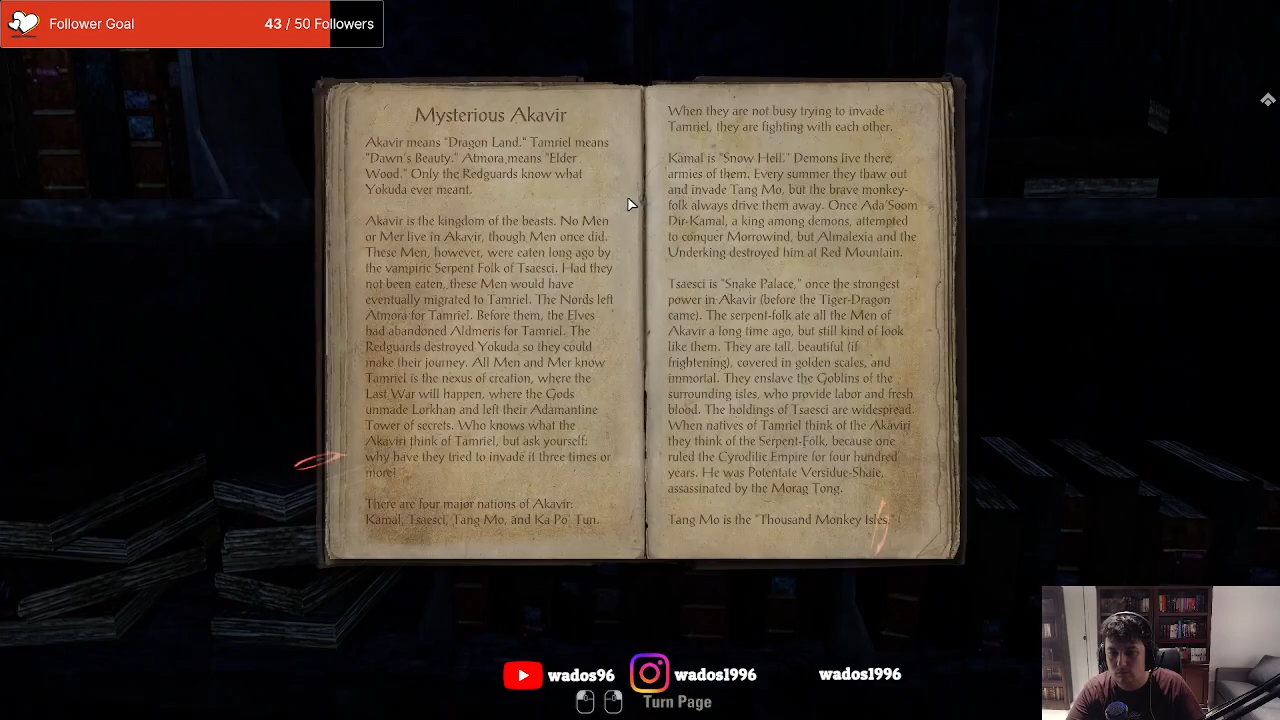 Follower Goal 43 / 50 Followers
Mysterious Akavir
Akavir means "Dragon Land." Tamriel means
"Dawn's Beauty." Atmora means "Elder
Wood." Only the Redguards know what
Yokuda ever meant.
Akavir is the kingdom of the beasts. No Men
or Mer live in Akavir, though Men once did.
These Men, however, were eaten long ago by
the vampiric Serpent Folk of Tsaesci. Had they
not been eaten, these Men would have
eventually migrated to Tamriel. The Nords left
Atmora for Tamriel. Before them, the Elves
had abandoned Aldmeris for Tamriel. The
Redguards destroyed Yokuda so they could
make their journey. All Men and Mer know
Tamriel is the nexus of creation, where the
Last War will happen, where the Gods
unmade Lorkhan and left their Adamantine
Tower of secrets. Who knows what the
Akaviri think of Tamriel, but ask yourself:
why have they tried to invade it three times or
more?
There are four major nations of Akavir:
Kamal, Tsaesci, Tang Mo, and Ka Po' Tun.
When they are not busy trying to invade
Tamriel, they are fighting with each other.
Kamal is "Snow Hell." Demons live there,
armies of them. Every summer they thaw out
and invade Tang Mo, but the brave monkey-
folk always drive them away. Once Ada'Soom
Dir-Kamal, a king among demons, attempted
to conquer Morrowind, but Almalexia and the
Underking destroyed him at Red Mountain.
Tsaesci is "Snake Palace," once the strongest
power in Akavir (before the Tiger-Dragon
came). The serpent-folk ate all the Men of
Akavir a long time ago, but still kind of look
like them. They are tall, beautiful (if
frightening), covered in golden scales, and
immortal. They enslave the Goblins of the
surrounding isles, who provide labor and fresh
blood. The holdings of Tsaesci are widespread.
When natives of Tamriel think of the Akaviri
they think of the Serpent-Folk, because one
ruled the Cyrodilic Empire for four hundred
years. He was Potentate Versidue-Shaie,
assassinated by the Morag Tong.
Tang Mo is the "Thousand Monkey Isles."
wados96 wados1996 wados1996
Turn Page